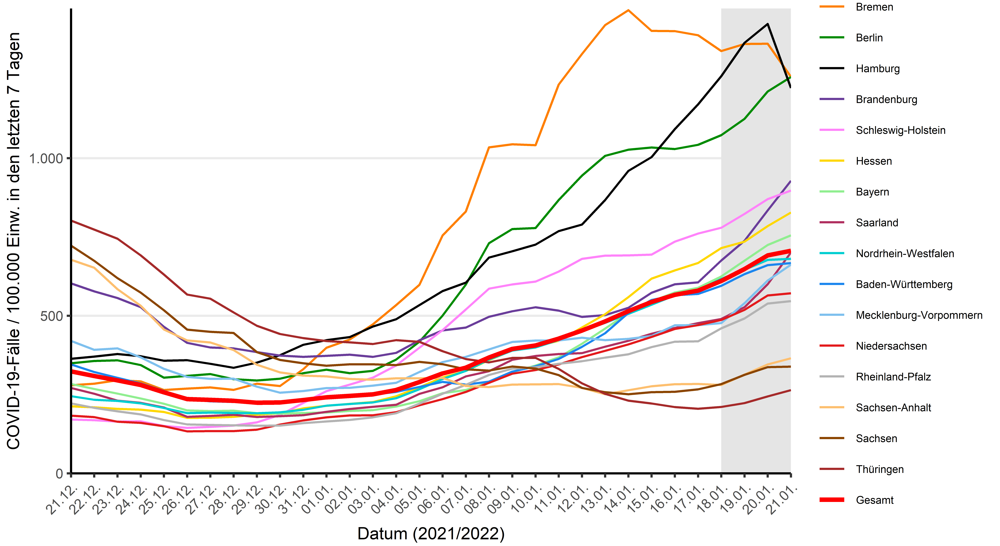 COVID-19-Fälle / 100.000 Einw. in den letzten 7 Tagen
1.000
500
0
21.12.
22.12.
23.12.
24.12.
25.12.
26.12.
27.12.
28.12.
29.12.
30.12.
31.12.
01.01.
02.01.
03.01.
04.01.
05.01.
06.01.
07.01.
08.01.
09.01.
10.01.
11.01.
12.01.
13.01.
14.01.
15.01.
16.01.
17.01.
18.01.
19.01.
20.01.
21.01.
Datum (2021/2022)
Bremen
Berlin
Hamburg
Brandenburg
Schleswig-Holstein
Hessen
Bayern
Saarland
Nordrhein-Westfalen
Baden-Württemberg
Mecklenburg-Vorpommern
Niedersachsen
Rheinland-Pfalz
Sachsen-Anhalt
Sachsen
Thüringen
Gesamt